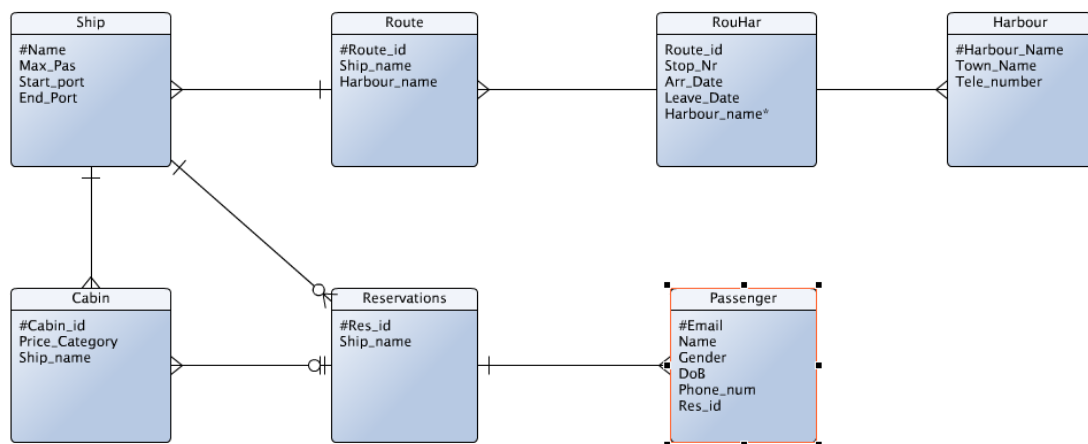 Ship
#Name
Max_Pas
Start_port
End_Port
Route
#Route_id
Ship_name
Harbour_name
RouHar
Route_id
Stop_Nr
Arr_Date
Leave_Date
Harbour_name*
Harbour
#Harbour_Name
Town_Name
Tele_number
Cabin
#Cabin_id
Price_Category
Ship_name
Reservations
#Res_id
Ship_name
Passenger
#Email
Name
Gender
DoB
Phone_num
Res_id